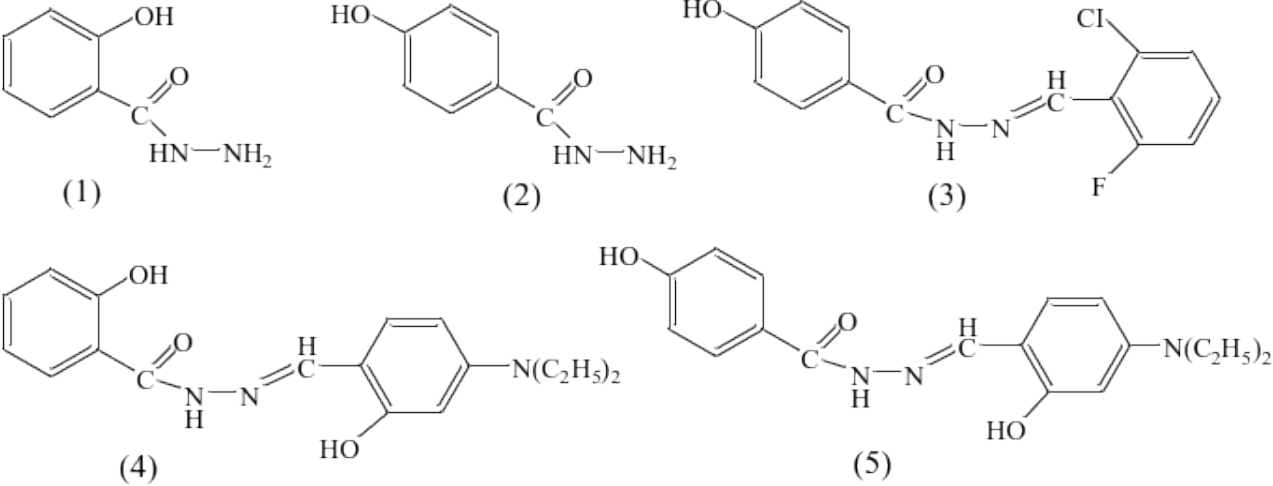 OH
O
C
HN NH₂
(1)
HO
O
C
HN NH₂
(2)
HO
O
C
N
H
N
H
C
Cl
F
(3)
OH
O
C
N
H
N
H
C
HO
N(C₂H₅)₂
(4)
HO
O
C
N
H
N
H
C
HO
N(C₂H₅)₂
(5)